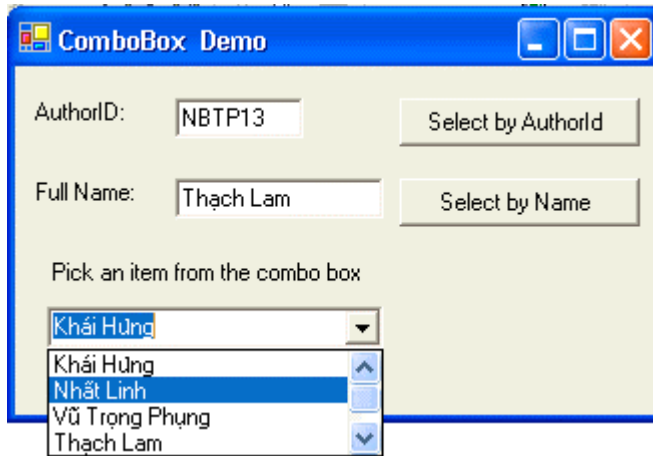 ComboBox Demo
AuthorID:
NBTP13
Select by AuthorId
Full Name:
Thạch Lam
Select by Name
Pick an item from the combo box
Khái Hưng
Khái Hưng
Nhất Linh
Vũ Trọng Phụng
Thạch Lam